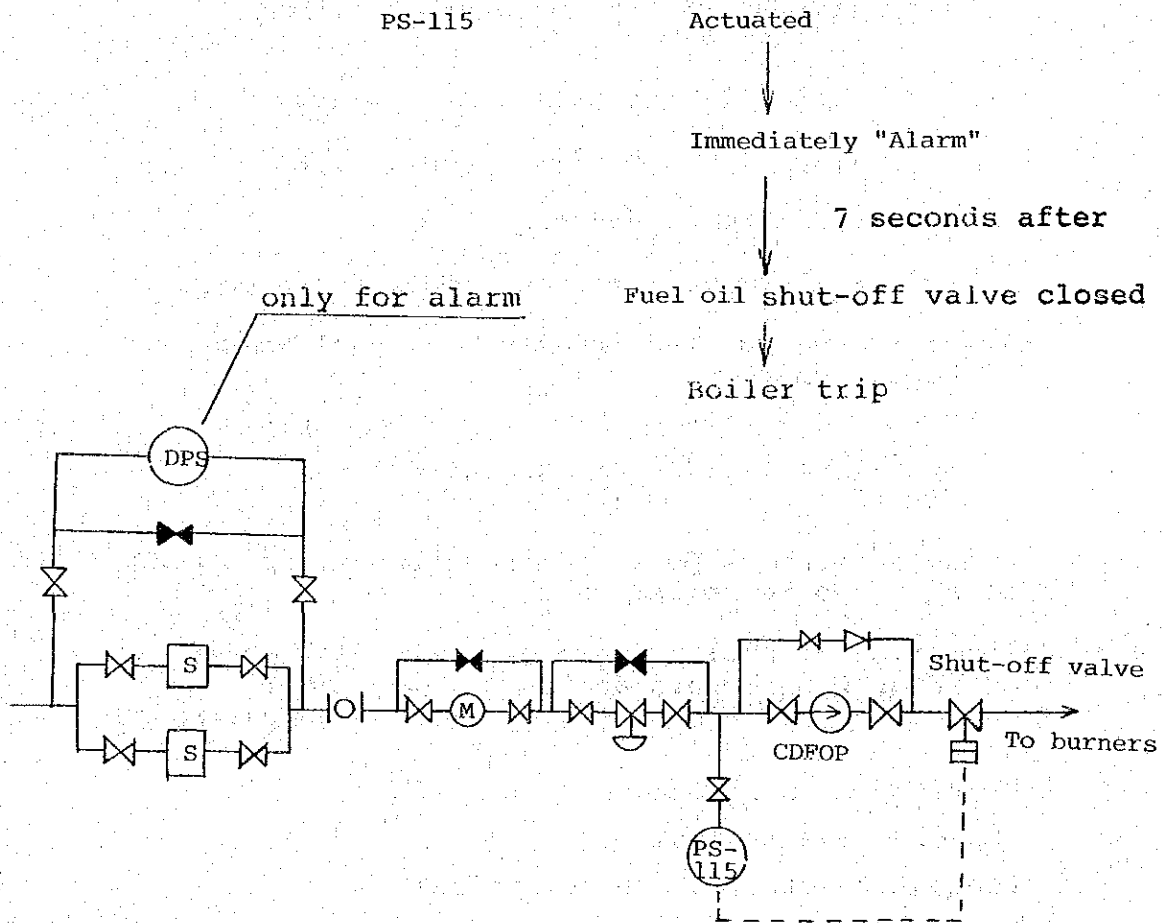 PS-115 Actuated
Immediately "Alarm"
7 seconds after
only for alarm
Fuel oil shut-off valve closed
Boiler trip
DPS
S
Shut-off valve
M
S
CDFOP
To burners
PS-
115